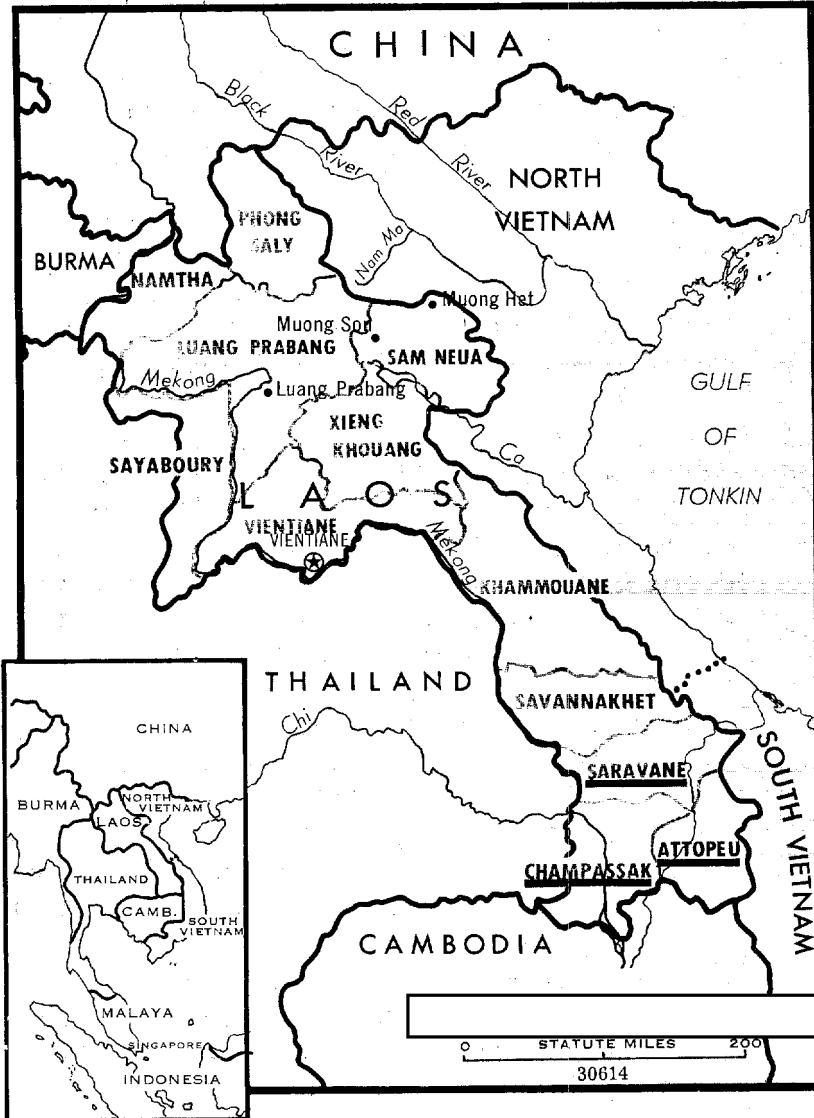 CHINA
Black
River
Red
River
NORTH
VIETNAM
PHONG
SALY
Nam Ma
BURMA
NAMTHA
Muong Het
Muong Son
LUANG PRABANG
SAM NEUA
Mekong
Luang Prabang
GULF
OF
TONKIN
XIENG
KHOUANG
Ca
SAYABOURY
LAOS
VIENTIANE
VIENTIANE
Mekong
KHAMMOUANE
THAILAND
SAVANNAKHET
Chi
SARAVANE
SOUTH VIETNAM
ATTOPEU
CHAMPASSAK
CAMBODIA
CHINA
BURMA
NORTH
VIETNAM
LAOS
THAILAND
CAMB.
SOUTH
VIETNAM
MALAYA
SINGAPORE
INDONESIA
0 STATUTE MILES 200
30614